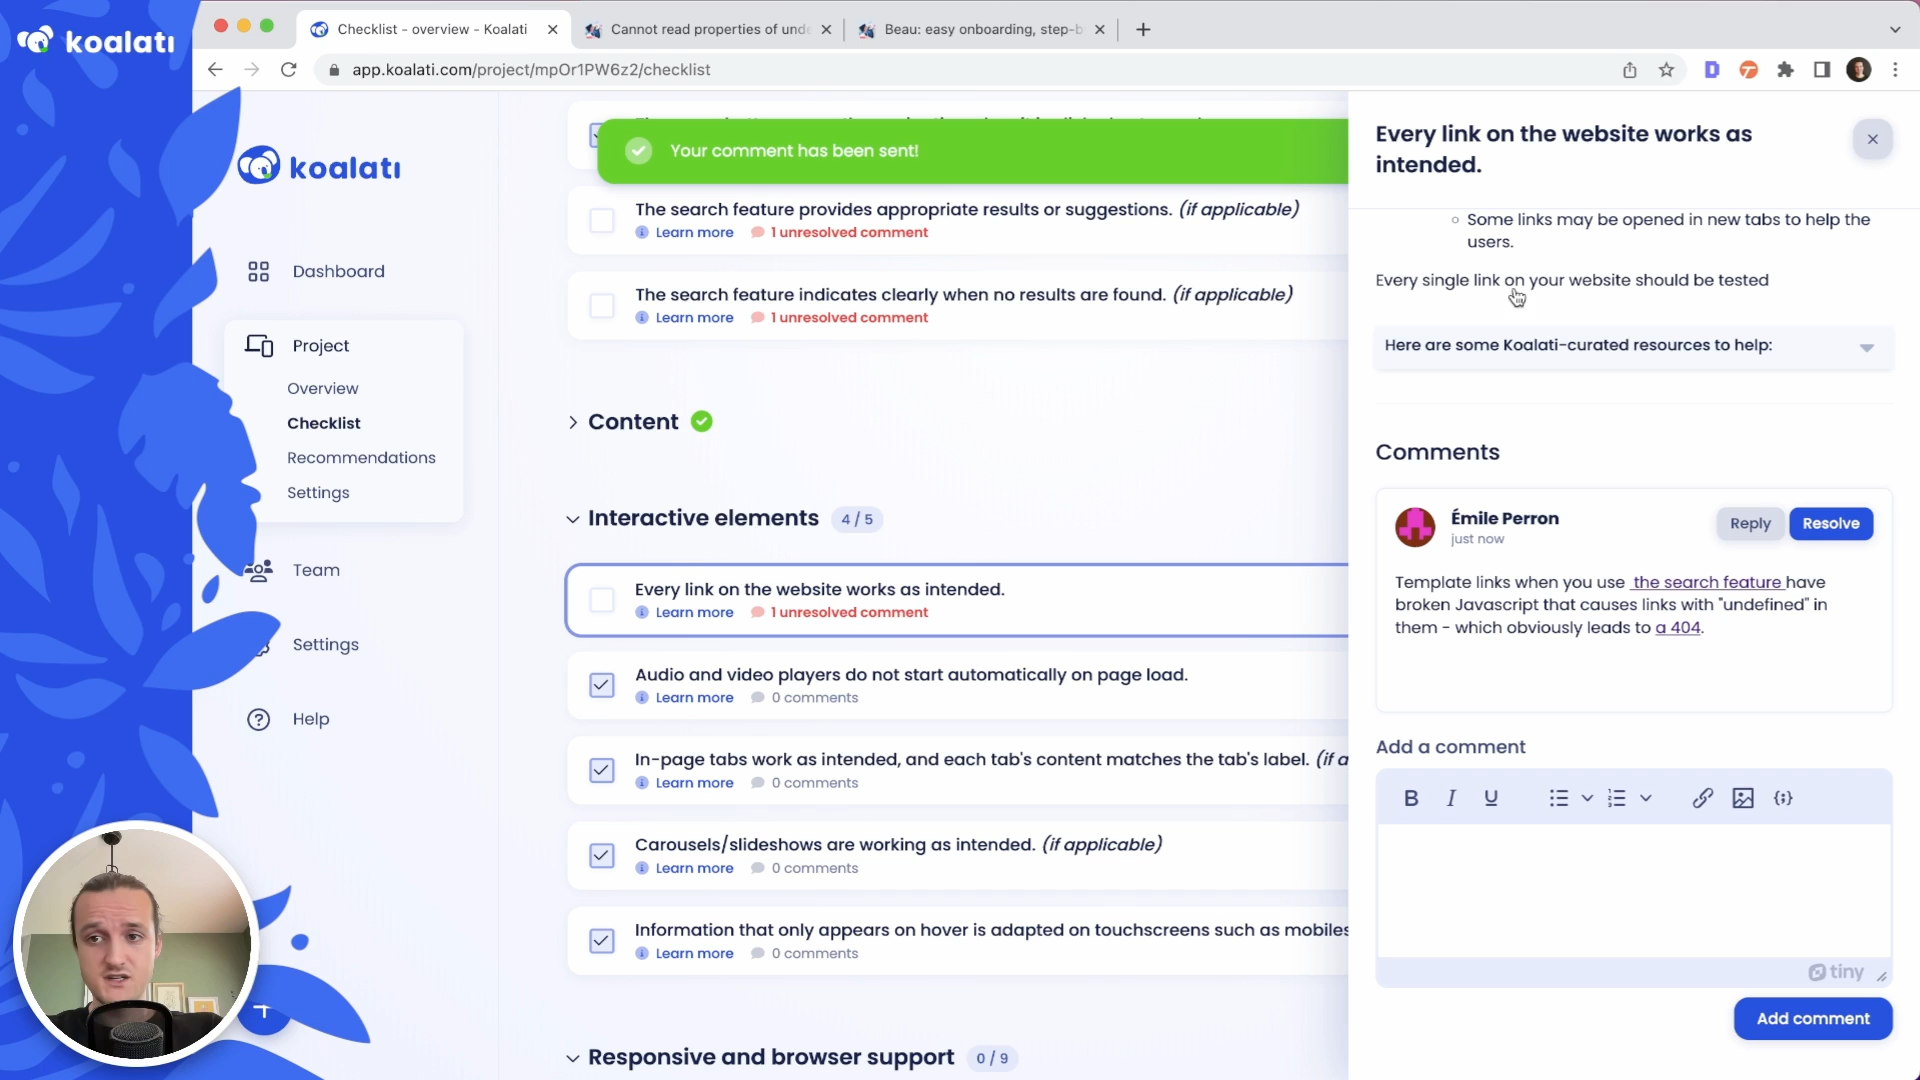 koalati
Checklist - overview - Koalati
Cannot read properties of unde
Beau: easy onboarding, step-b
app.koalati.com/project/mpOr1PW6z2/checklist
koalati
Dashboard
Project
Overview
Checklist
Recommendations
Settings
Team
Settings
Help
Your comment has been sent!
The search feature provides appropriate results or suggestions. (if applicable)
Learn more 1 unresolved comment
The search feature indicates clearly when no results are found. (if applicable)
Learn more 1 unresolved comment
Content
Interactive elements 4 / 5
Every link on the website works as intended.
Learn more 1 unresolved comment
Audio and video players do not start automatically on page load.
Learn more 0 comments
In-page tabs work as intended, and each tab's content matches the tab's label. (if a
Learn more 0 comments
Carousels/slideshows are working as intended. (if applicable)
Learn more 0 comments
Information that only appears on hover is adapted on touchscreens such as mobiles
Learn more 0 comments
Responsive and browser support 0 / 9
Every link on the website works as
intended.
Some links may be opened in new tabs to help the
users.
Every single link on your website should be tested
Here are some Koalati-curated resources to help:
Comments
Émile Perron
just now
Reply Resolve
Template links when you use the search feature have
broken Javascript that causes links with "undefined" in
them - which obviously leads to a 404.
Add a comment
B I U
tiny
Add comment